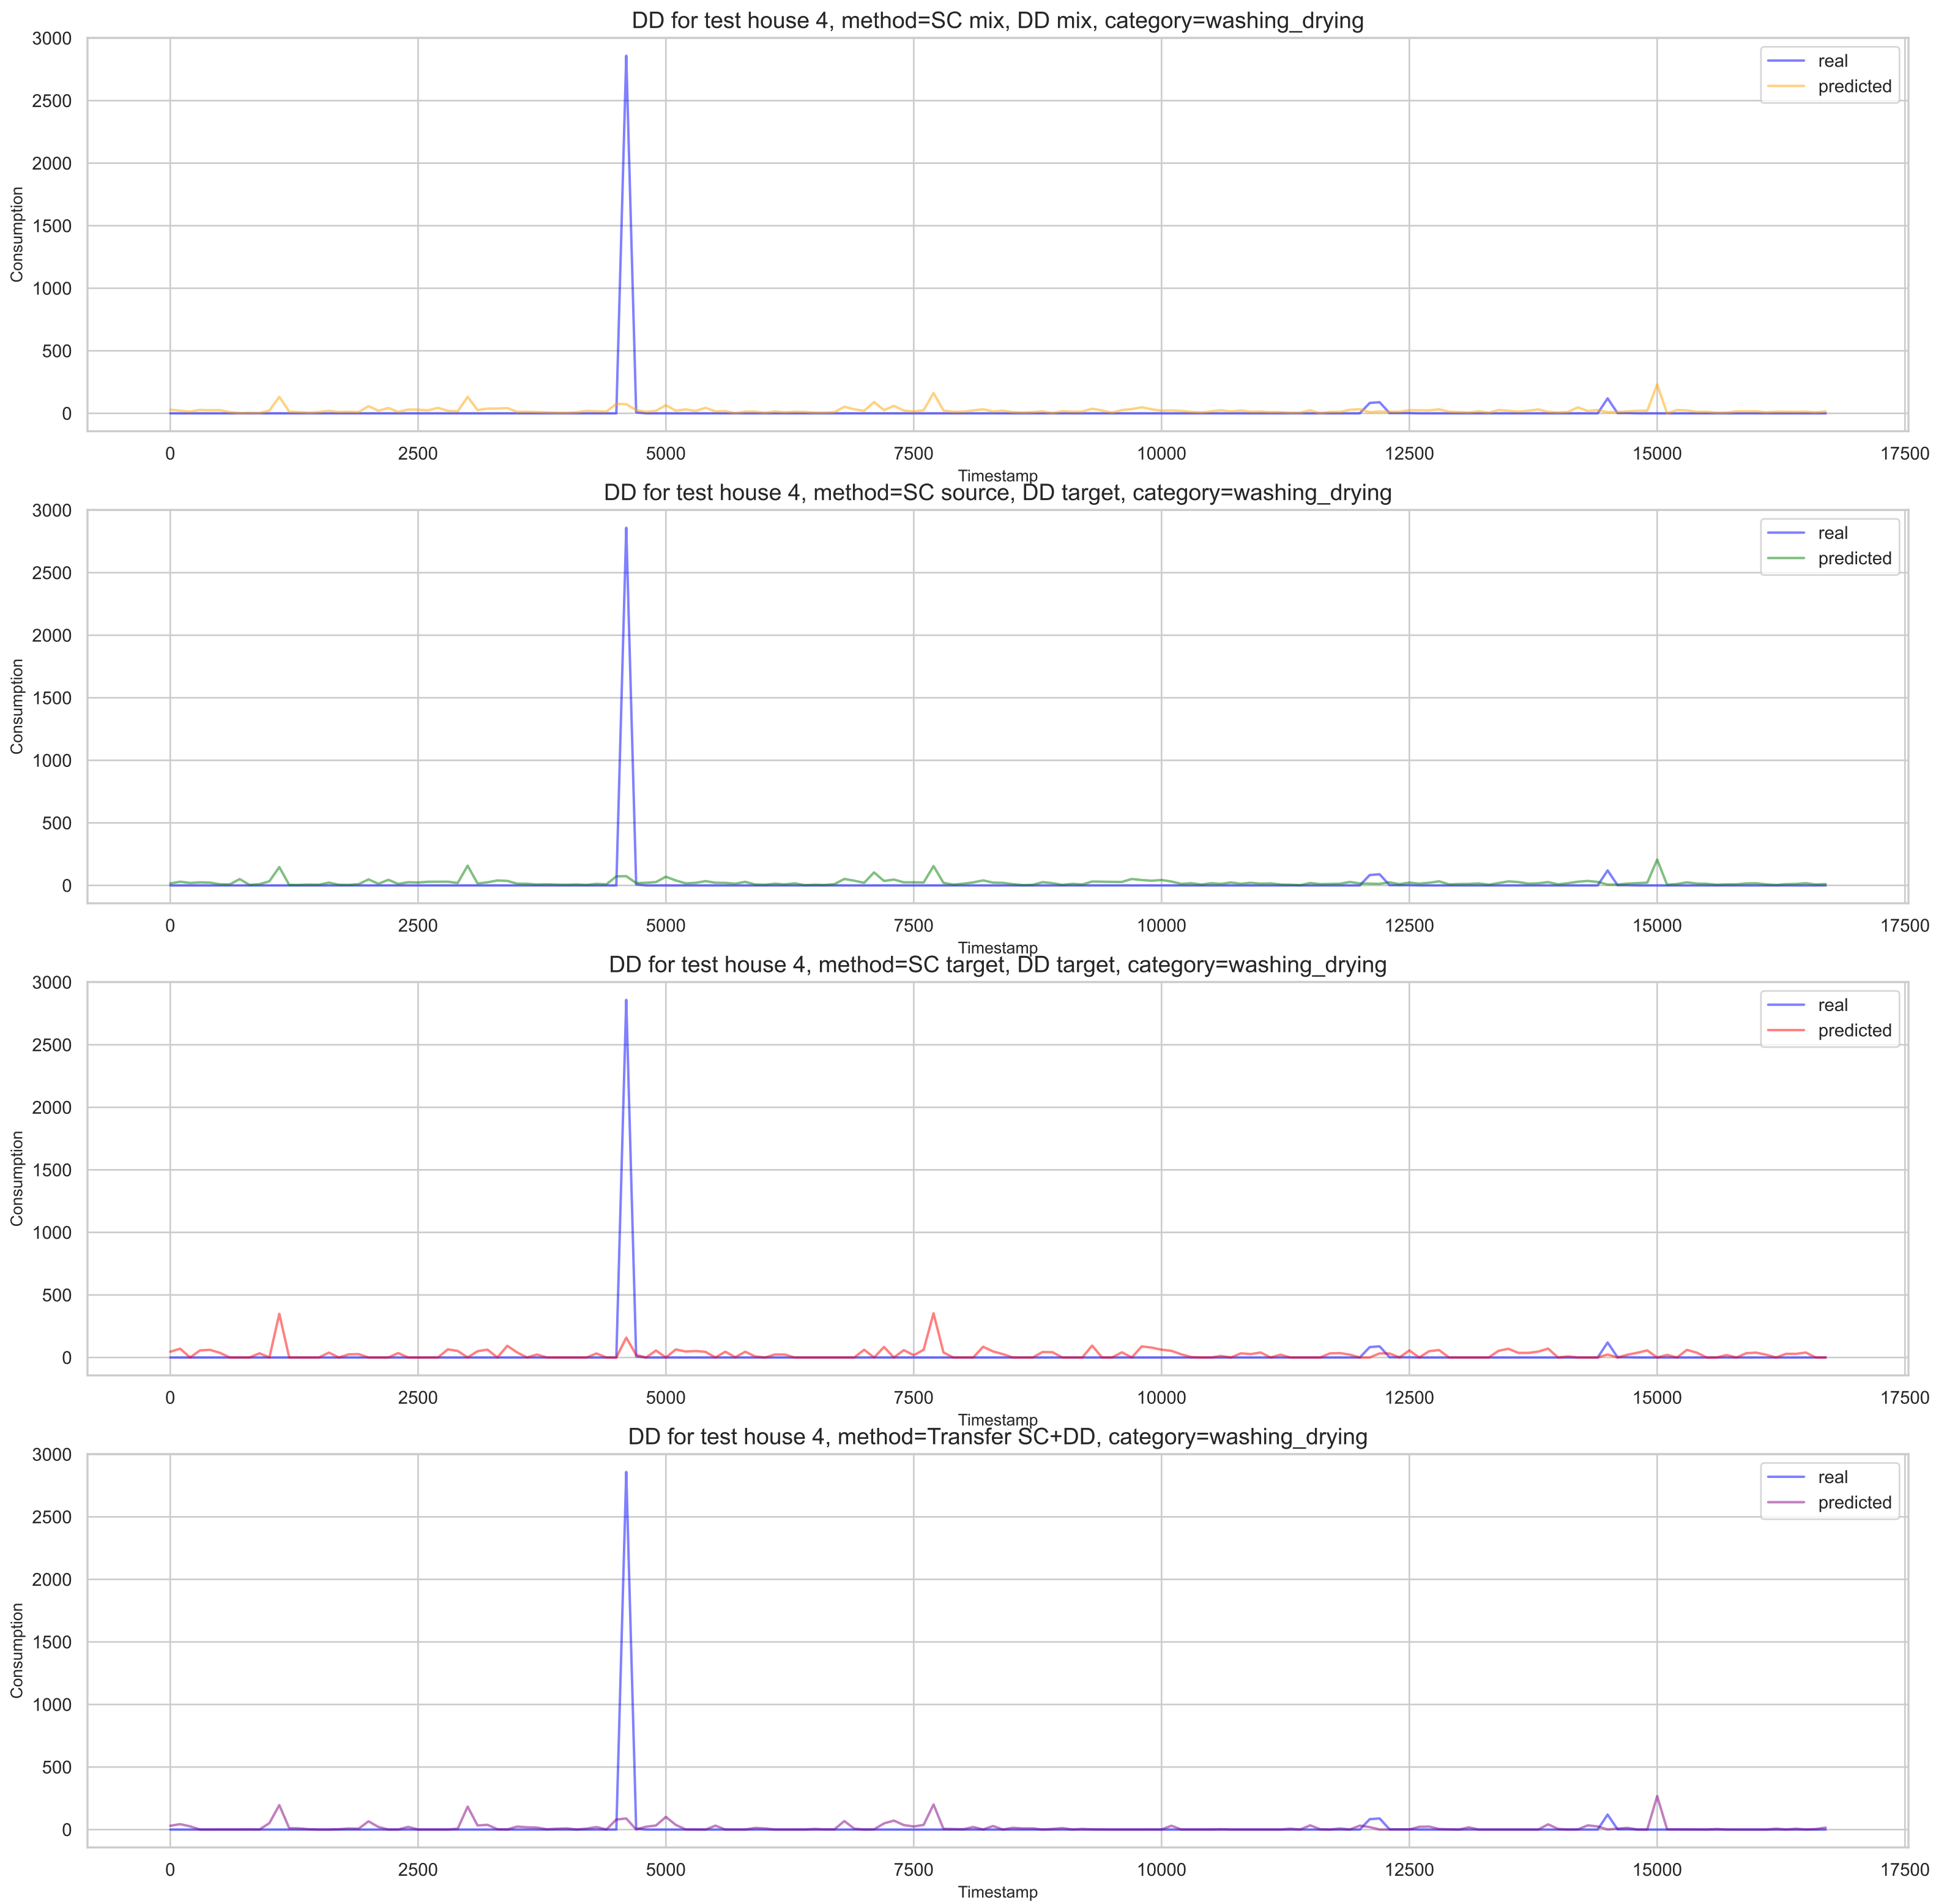 DD for test house 4, method=SC mix, DD mix, category=washing_drying
3000
real
predicted
2500
2000
1500
Consumption
1000
500
0
0 2500 5000 7500 10000 12500 15000 17500
Timestamp
DD for test house 4, method=SC source, DD target, category=washing_drying
3000
real
predicted
2500
2000
1500
Consumption
1000
500
0
0 2500 5000 7500 10000 12500 15000 17500
Timestamp
DD for test house 4, method=SC target, DD target, category=washing_drying
3000
real
predicted
2500
2000
1500
Consumption
1000
500
0
0 2500 5000 7500 10000 12500 15000 17500
Timestamp
DD for test house 4, method=Transfer SC+DD, category=washing_drying
3000
real
predicted
2500
2000
1500
Consumption
1000
500
0
0 2500 5000 7500 10000 12500 15000 17500
Timestamp